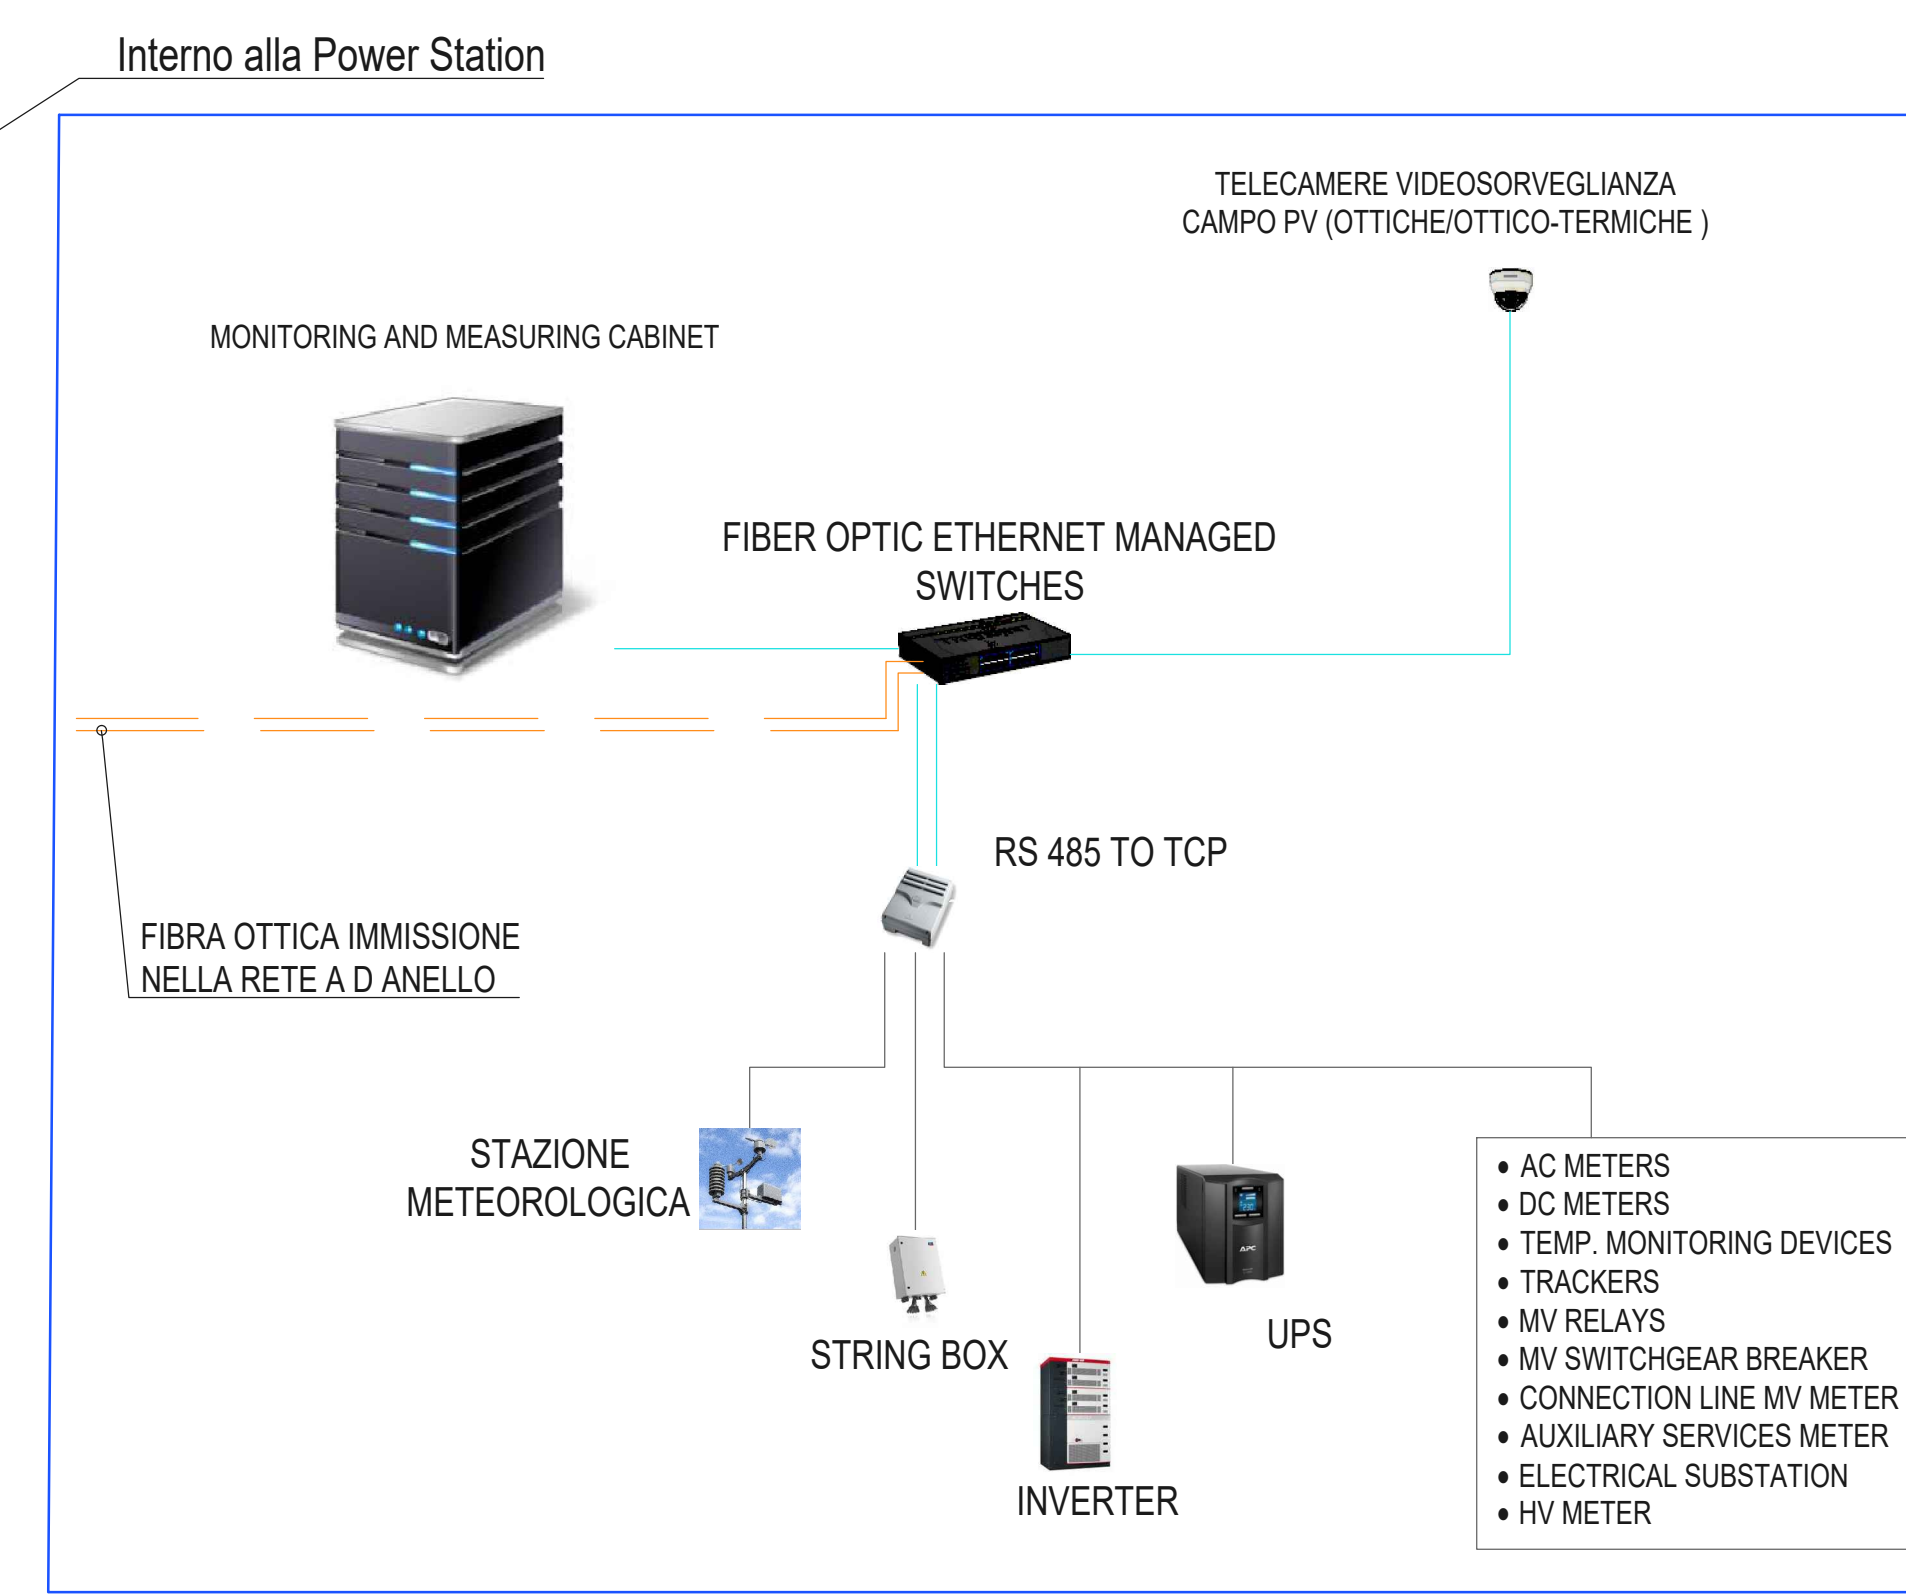 Interno alla Power Station
TELECAMERE VIDEOSORVEGLIANZA
CAMPO PV (OTTICHE/OTTICO-TERMICHE )
MONITORING AND MEASURING CABINET
FIBER OPTIC ETHERNET MANAGED
SWITCHES
RS 485 TO TCP
FIBRA OTTICA IMMISSIONE
NELLA RETE A D ANELLO
STAZIONE
METEOROLOGICA
STRING BOX
INVERTER
APC
UPS
• AC METERS
• DC METERS
• TEMP. MONITORING DEVICES
• TRACKERS
• MV RELAYS
• MV SWITCHGEAR BREAKER
• CONNECTION LINE MV METER
• AUXILIARY SERVICES METER
• ELECTRICAL SUBSTATION
• HV METER